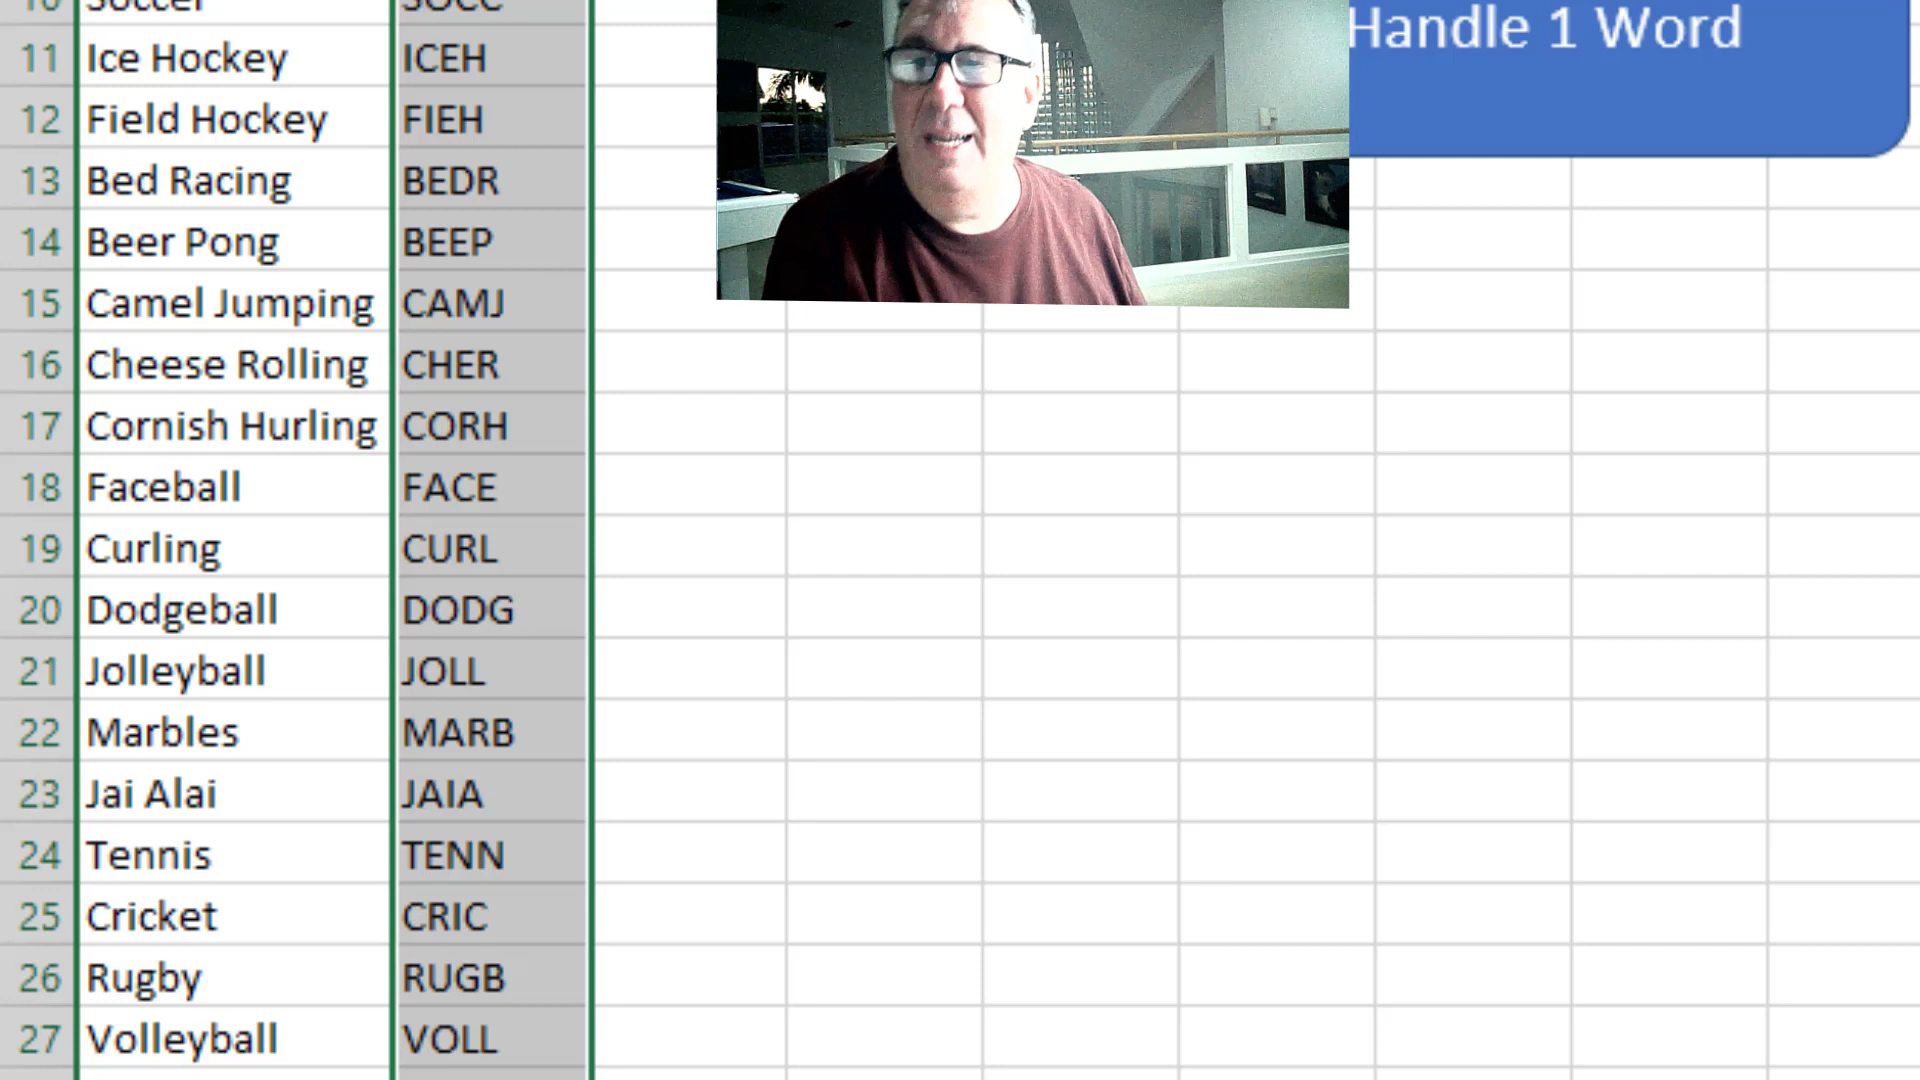 10 Soccer SOCC
Handle 1 Word
11 Ice Hockey ICEH
12 Field Hockey FIEH
13 Bed Racing BEDR
14 Beer Pong BEEP
15 Camel Jumping CAMJ
16 Cheese Rolling CHER
17 Cornish Hurling CORH
18 Faceball FACE
19 Curling CURL
20 Dodgeball DODG
21 Jolleyball JOLL
22 Marbles MARB
23 Jai Alai JAIA
24 Tennis TENN
25 Cricket CRIC
26 Rugby RUGB
27 Volleyball VOLL